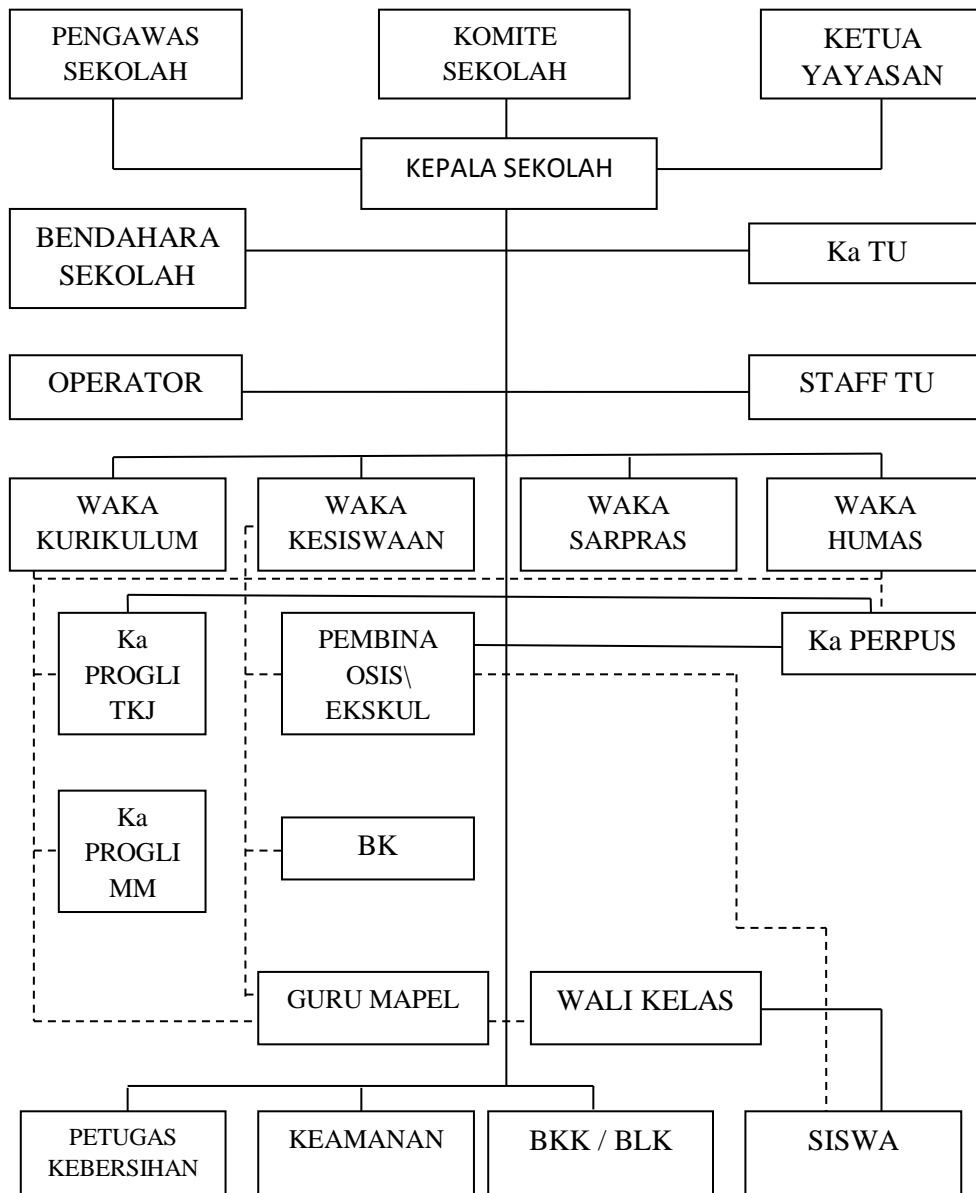 PENGAWAS
SEKOLAH
KOMITE
SEKOLAH
KETUA
YAYASAN
KEPALA SEKOLAH
BENDAHARA
SEKOLAH
Ka TU
OPERATOR
STAFF TU
WAKA
KURIKULUM
WAKA
KESISWAAN
WAKA
SARPRAS
WAKA
HUMAS
Ka
PROGLI
TKJ
PEMBINA
OSIS\
EKSKUL
Ka PERPUS
Ka
PROGLI
MM
BK
GURU MAPEL
WALI KELAS
PETUGAS
KEBERSIHAN
KEAMANAN
BKK / BLK
SISWA